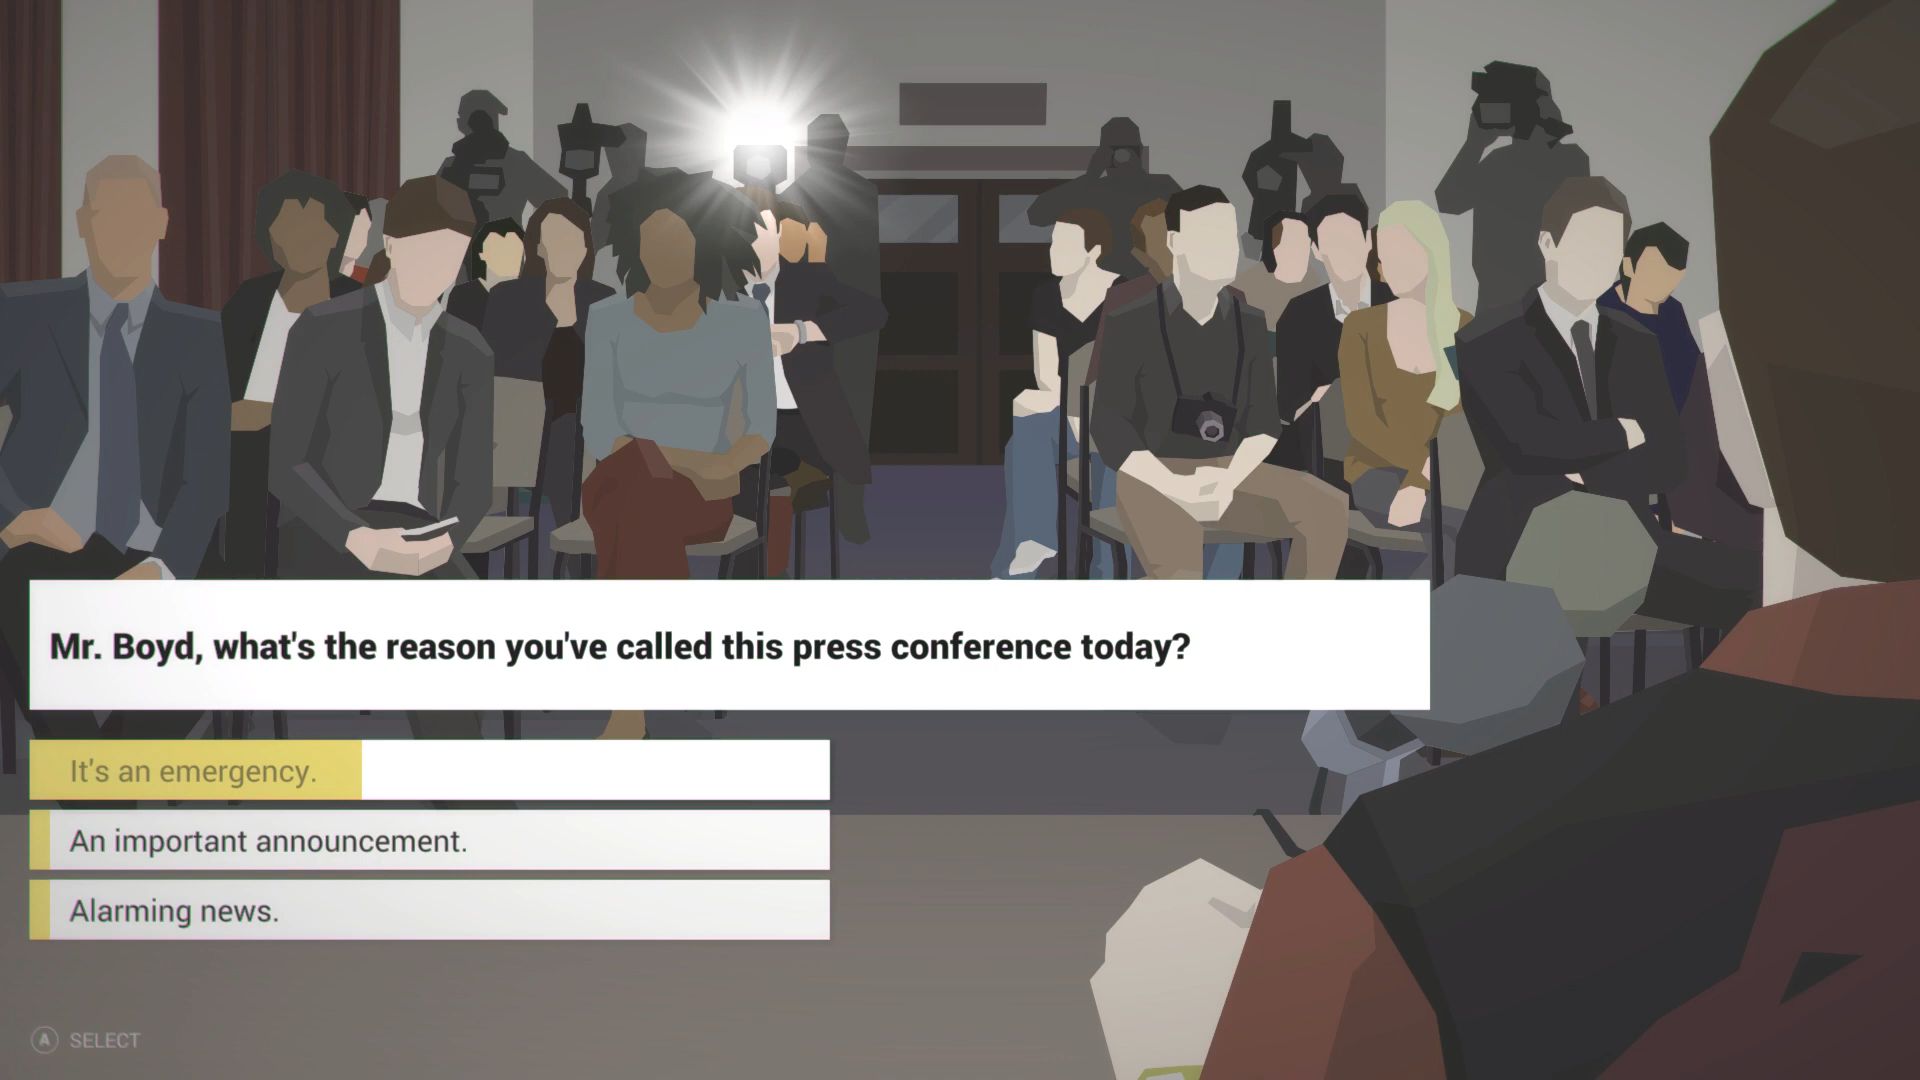 Mr. Boyd, what's the reason you've called this press conference today?
It's an emergency.
An important announcement.
Alarming news.
A SELECT